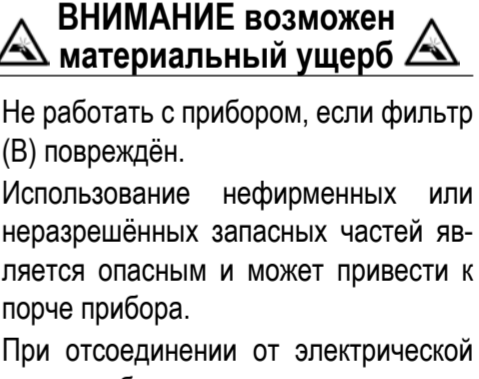 ВНИМАНИЕ возможен
материальный ущерб
Не работать с прибором, если фильтр
(B) повреждён.
Использование нефирменных или
неразрешённых запасных частей яв-
ляется опасным и может привести к
порче прибора.
При отсоединении от электрической